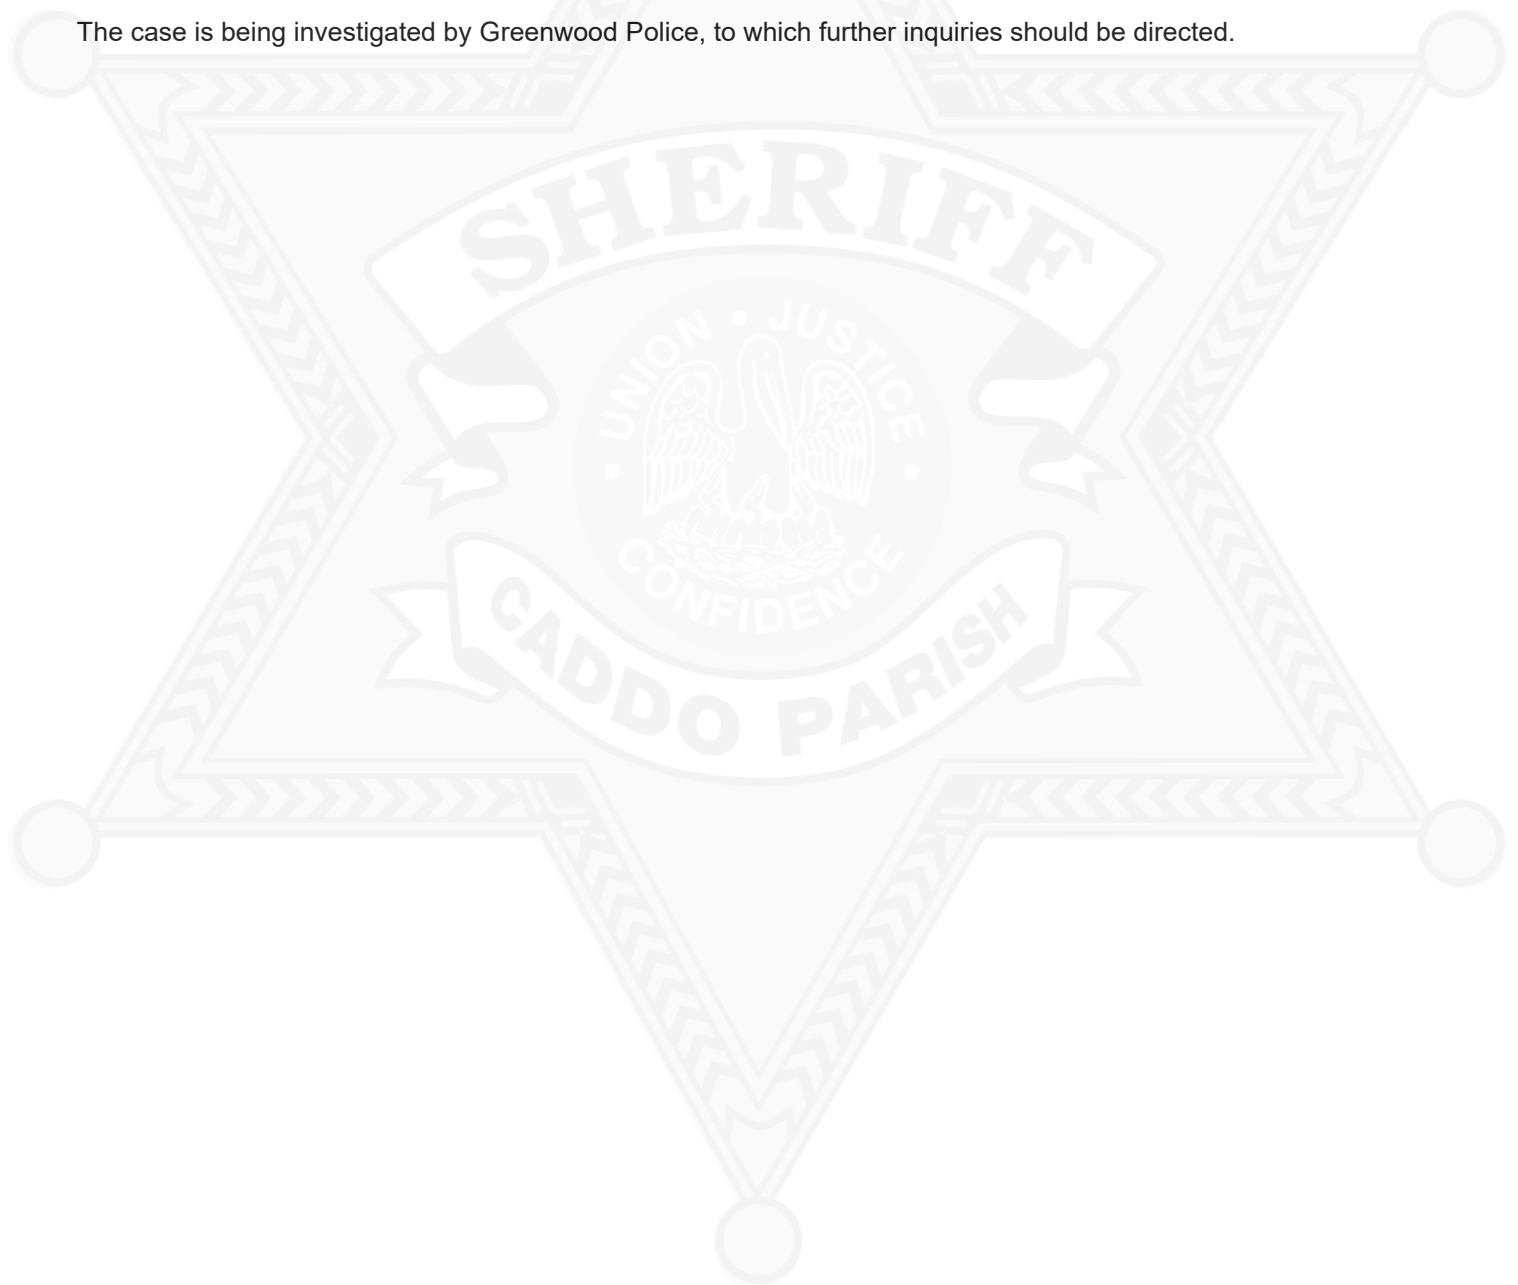 The case is being investigated by Greenwood Police, to which further inquiries should be directed.
SHERIFF
UNION • JUSTICE
• CONFIDENCE •
CADDO PARISH